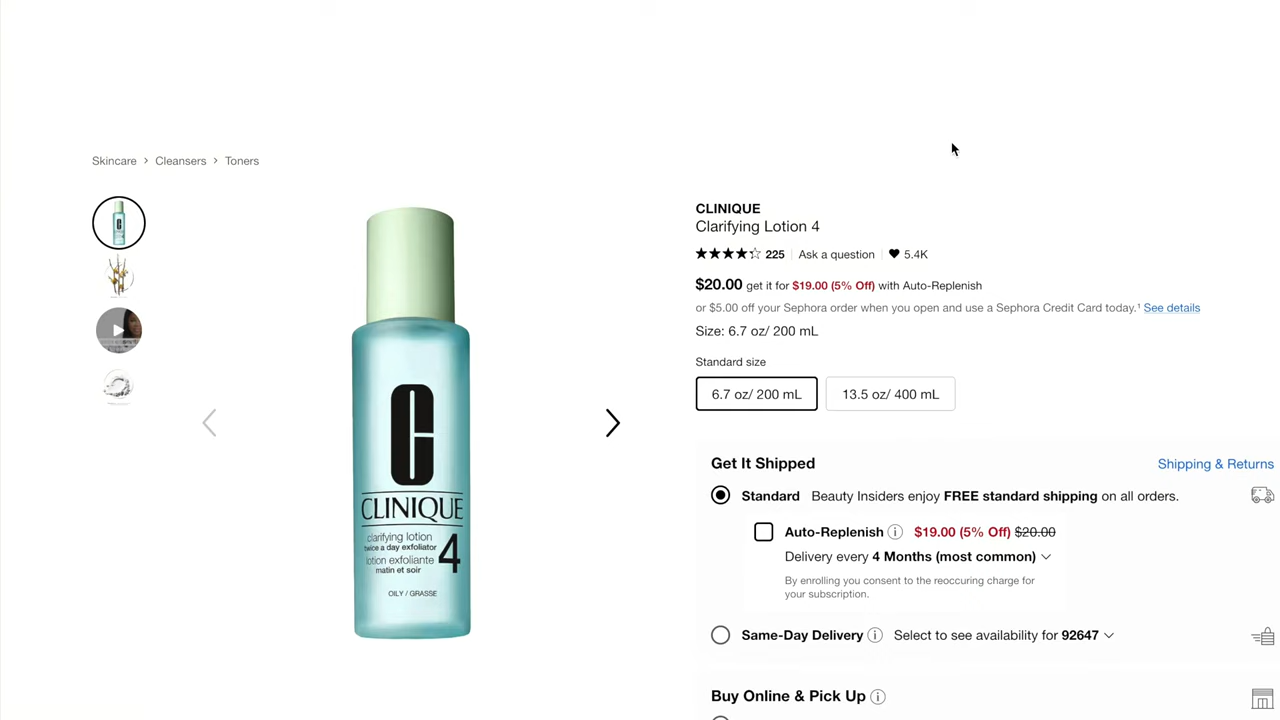 Skincare > Cleansers > Toners
CLINIQUE
Clarifying Lotion 4
225 Ask a question 5.4K
$20.00 get it for $19.00 (5% Off) with Auto-Replenish
or $5.00 off your Sephora order when you open and use a Sephora Credit Card today.¹ See details
Size: 6.7 oz/ 200 mL
Standard size
6.7 oz/ 200 mL 13.5 oz/ 400 mL
Get It Shipped Shipping & Returns
Standard Beauty Insiders enjoy FREE standard shipping on all orders.
Auto-Replenish $19.00 (5% Off) $20.00
Delivery every 4 Months (most common)
By enrolling you consent to the reoccuring charge for
your subscription.
Same-Day Delivery Select to see availability for 92647
Buy Online & Pick Up
C
CLINIQUE
clarifying lotion
twice a day exfoliator
4
lotion exfoliante
matin et soir
OILY / GRASSE